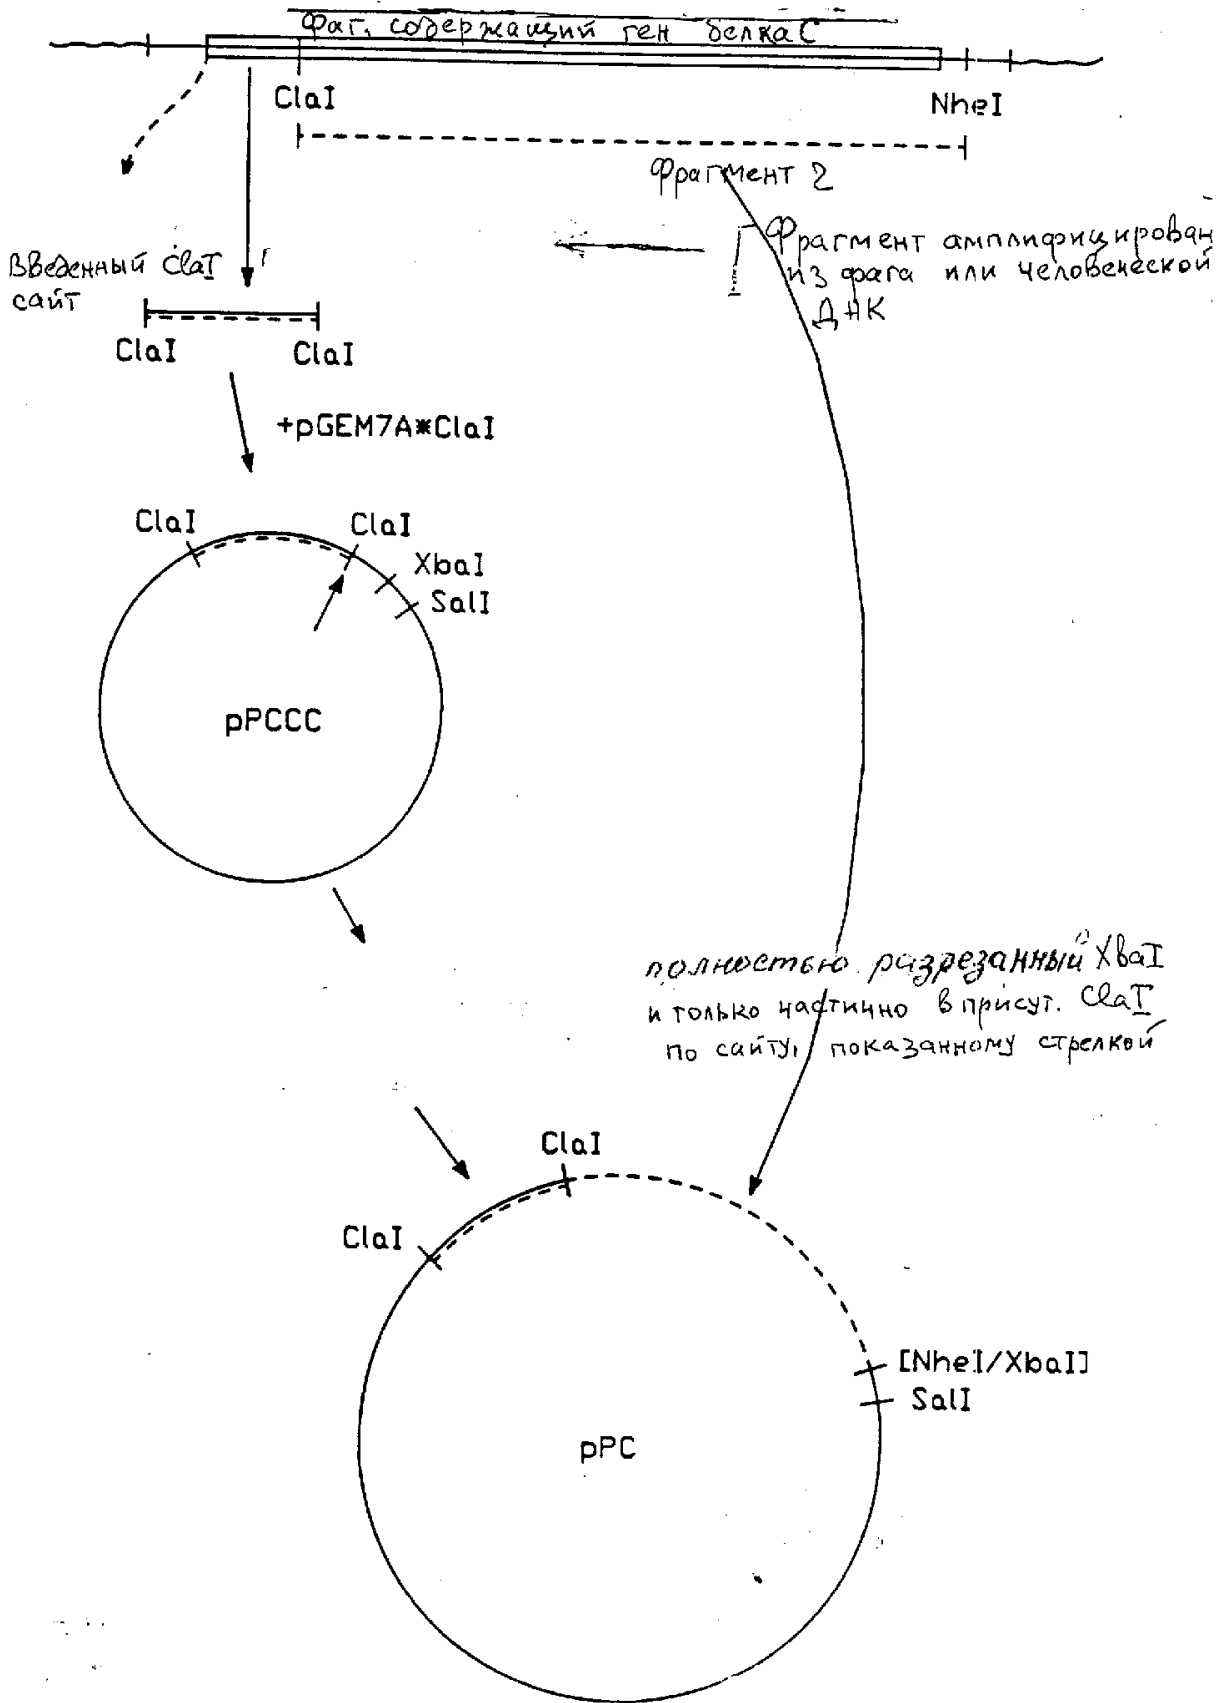 Фаг, содержащий ген белка С
ClaI
NheI
Фрагмент 2
Фрагмент амплифицирован
из фага или человеческой
ДНК
Введенный ClaI
сайт
ClaI
ClaI
+pGEM7A*ClaI
ClaI
ClaI
XbaI
SalI
pPCCC
полностью разрезанный XbaI
и только частично в присут. ClaI
по сайту, показанному стрелкой
ClaI
ClaI
[NheI/XbaI]
SalI
pPC